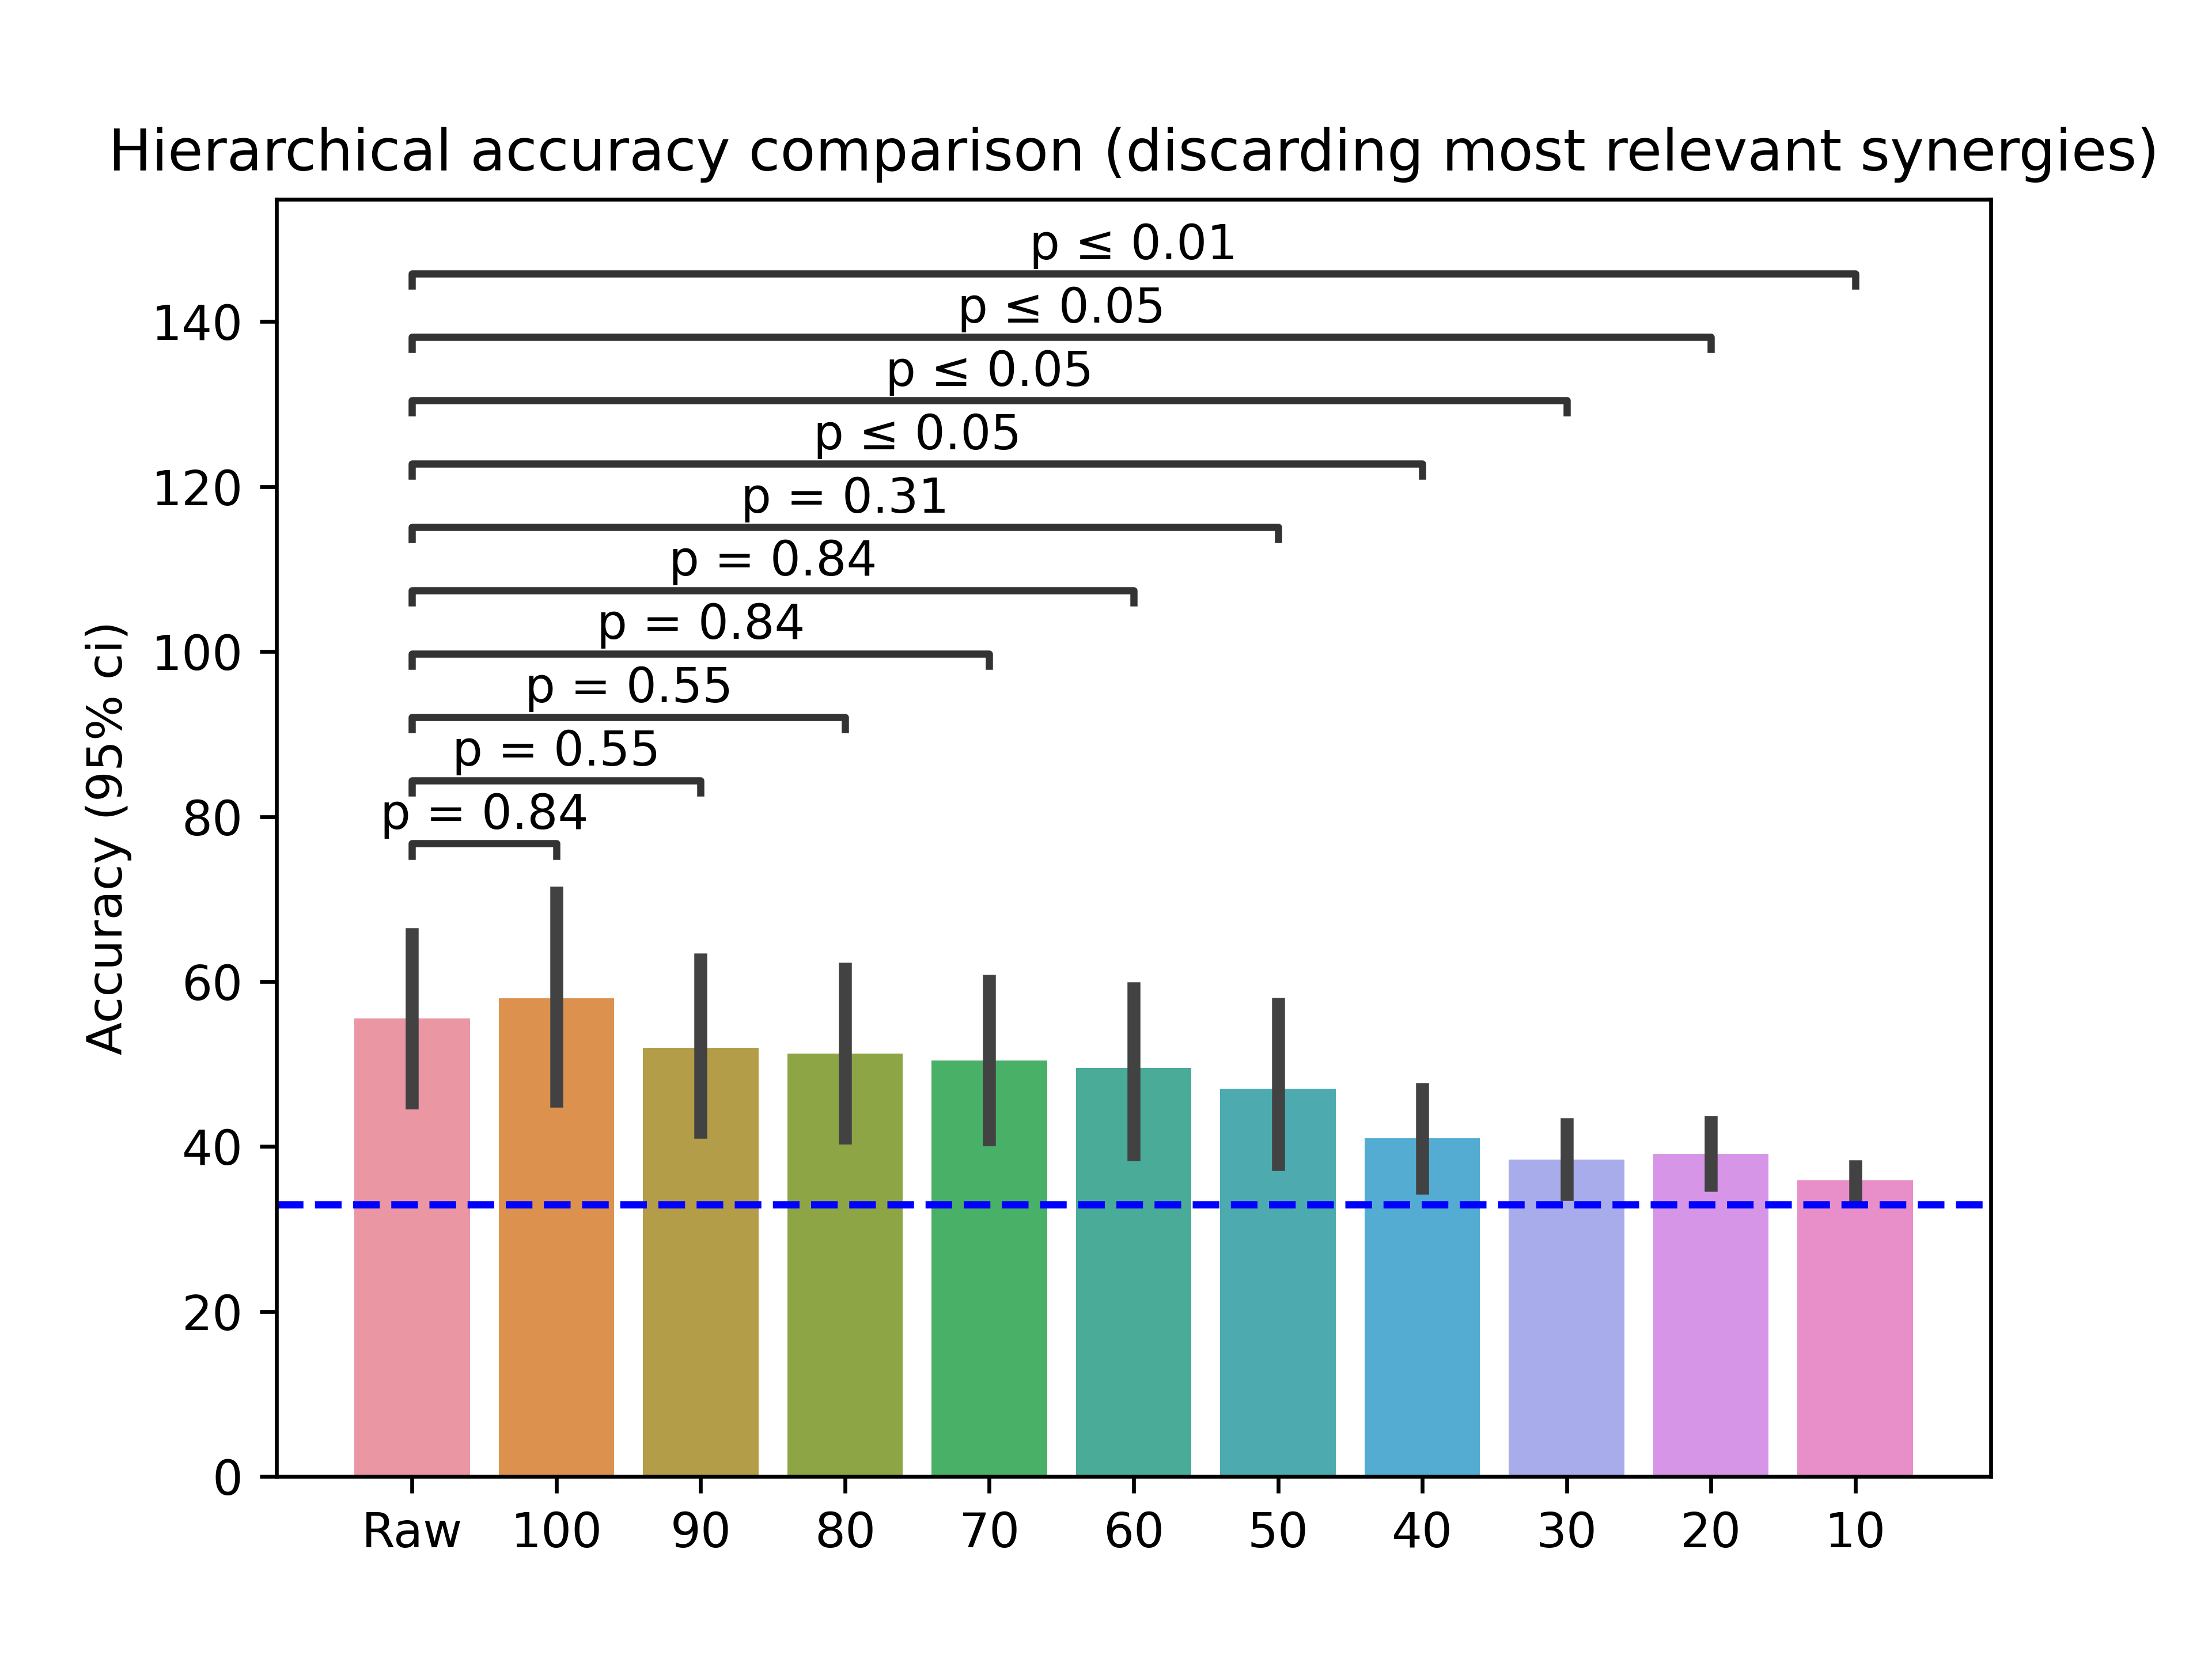 Hierarchical accuracy comparison (discarding most relevant synergies)
p ≤ 0.01
p ≤ 0.05
p ≤ 0.05
p ≤ 0.05
p = 0.31
p = 0.84
p = 0.84
p = 0.55
p = 0.55
p = 0.84
Accuracy (95% ci)
140
120
100
80
60
40
20
0
Raw 100 90 80 70 60 50 40 30 20 10